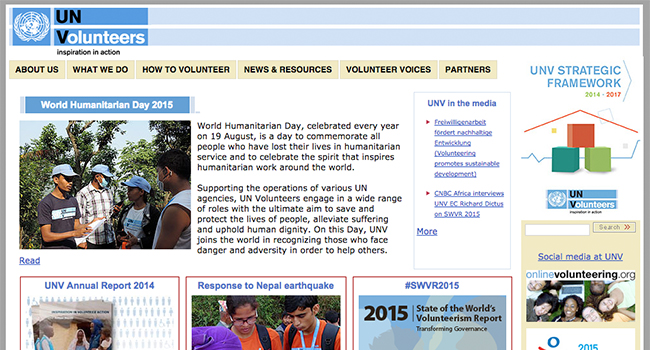 UN
Volunteers
inspiration in action
ABOUT US
WHAT WE DO
HOW TO VOLUNTEER
NEWS & RESOURCES
VOLUNTEER VOICES
PARTNERS
UNV STRATEGIC
FRAMEWORK
2014 - 2017
World Humanitarian Day 2015
World Humanitarian Day, celebrated every year
on 19 August, is a day to commemorate all
people who have lost their lives in humanitarian
service and to celebrate the spirit that inspires
humanitarian work around the world.
Supporting the operations of various UN
agencies, UN Volunteers engage in a wide range
of roles with the ultimate aim to save and
protect the lives of people, alleviate suffering
and uphold human dignity. On this Day, UNV
joins the world in recognizing those who face
danger and adversity in order to help others.
Read
UNV in the media
Freiwilligenarbeit
fördert nachhaltige
Entwicklung
(Volunteering
promotes sustainable
development)
CNBC Africa interviews
UNV EC Richard Dictus
on SWVR 2015
More
UN
Volunteers
inspiration in action
Search
Social media at UNV
onlinevolunteering.org
UNV Annual Report 2014
Response to Nepal earthquake
#SWVR2015
2015
State of the World's
Volunteerism Report
Transforming Governance
2015